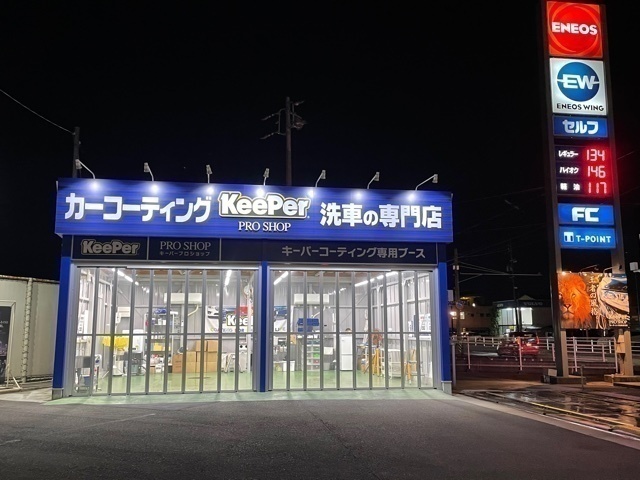 カーコーティング KeePer PRO SHOP 洗車の専門店
KeePer PRO SHOP キーパープロショップ キーパーコーティング専用ブース
KeePer
ENEOS
EW
ENEOS WING
セルフ
レギュラー 134
ハイオク 146
軽油 117
FC
T-POINT